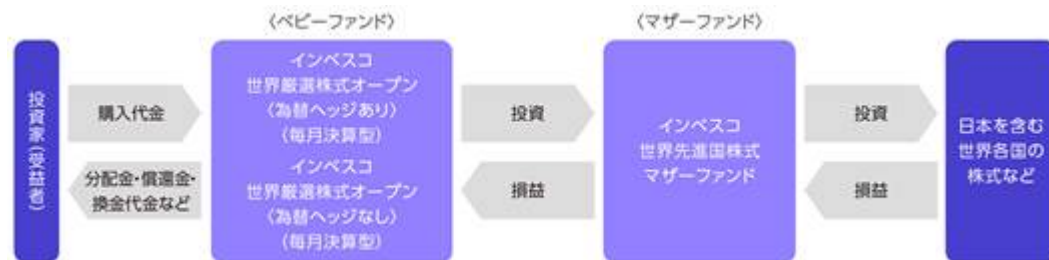 〈ベビーファンド〉
〈マザーファンド〉
投資家(受益者)
購入代金
分配金・償還金・
換金代金など
インベスコ
世界厳選株式オープン
〈為替ヘッジあり〉
(毎月決算型)
インベスコ
世界厳選株式オープン
〈為替ヘッジなし〉
(毎月決算型)
投資
損益
インベスコ
世界先進国株式
マザーファンド
投資
損益
日本を含む
世界各国の
株式など